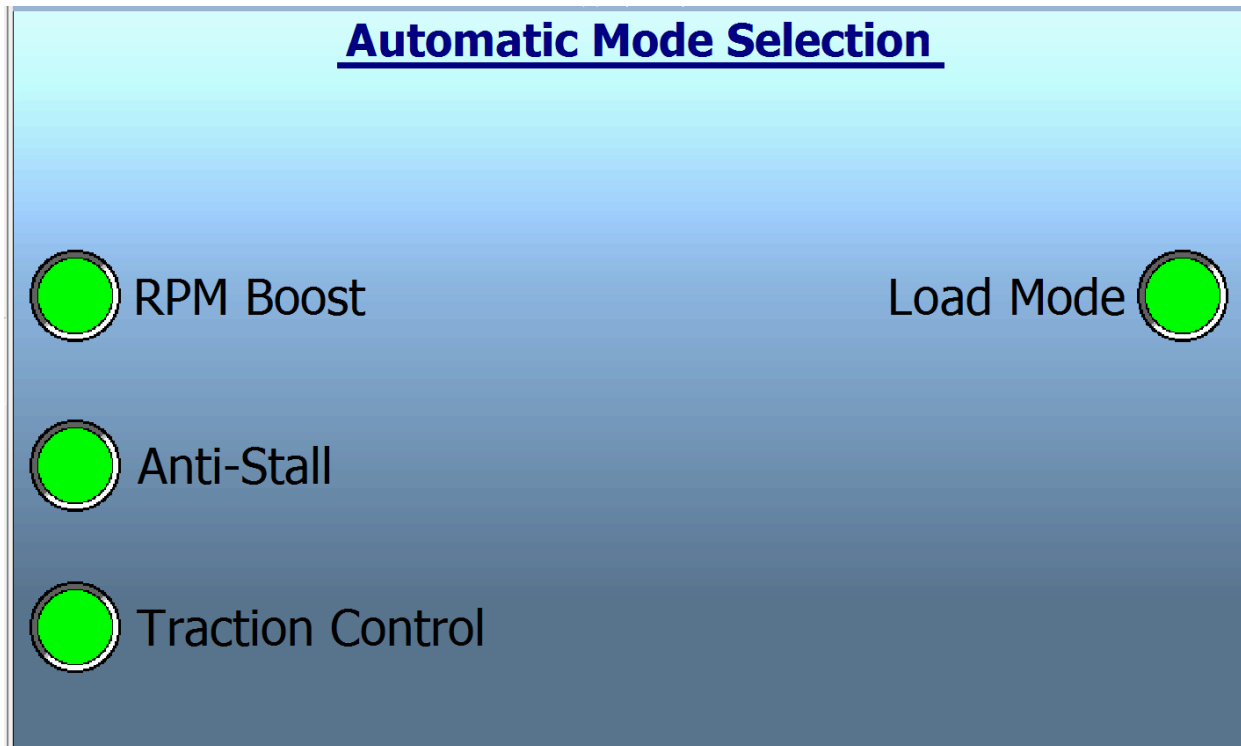 Automatic Mode Selection
RPM Boost
Load Mode
Anti-Stall
Traction Control